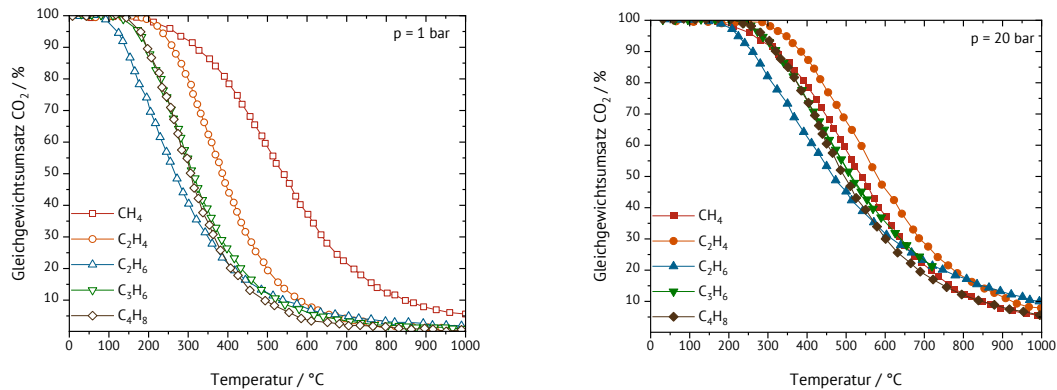 p = 1 bar
Gleichgewichtsumsatz CO₂ / %
100
90
80
70
60
50
40
30
20
10
CH₄
C₂H₄
C₂H₆
C₃H₆
C₄H₈
0 100 200 300 400 500 600 700 800 900 1000
Temperatur / °C
p = 20 bar
Gleichgewichtsumsatz CO₂ / %
100
90
80
70
60
50
40
30
20
10
CH₄
C₂H₄
C₂H₆
C₃H₆
C₄H₈
0 100 200 300 400 500 600 700 800 900 1000
Temperatur / °C